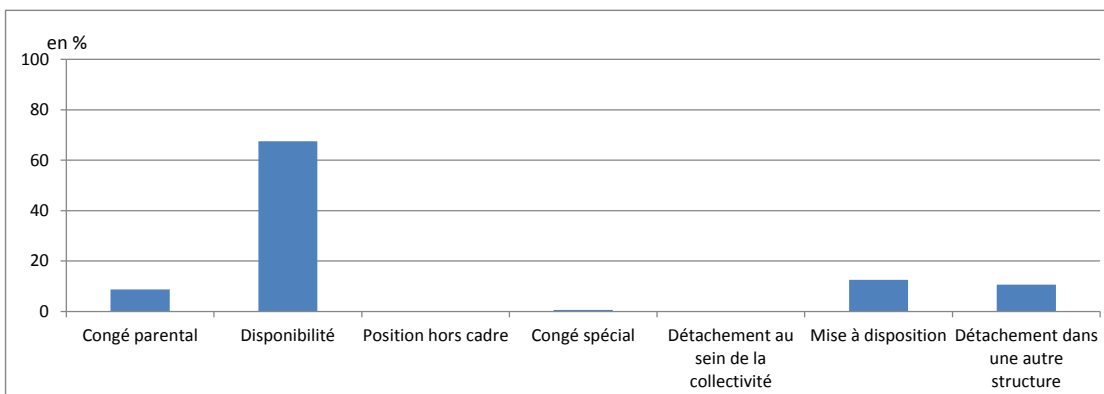 en %
100
80
60
40
20
0
Congé parental
Disponibilité
Position hors cadre
Congé spécial
Détachement au
sein de la
collectivité
Mise à disposition
Détachement dans
une autre
structure